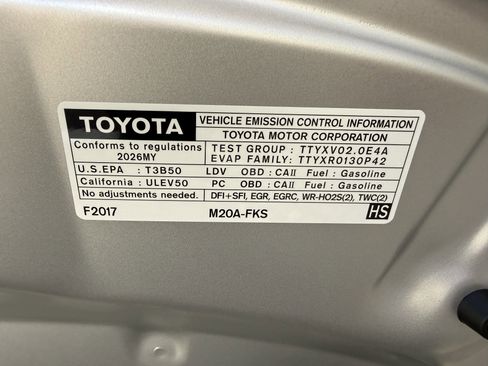 TOYOTA
VEHICLE EMISSION CONTROL INFORMATION
TOYOTA MOTOR CORPORATION
Conforms to regulations
2026MY
TEST GROUP : TTYXV02.0E4A
EVAP FAMILY: TTYXR0130P42
U.S.EPA : T3B50 LDV OBD : CAII Fuel : Gasoline
California : ULEV50 PC OBD : CAII Fuel : Gasoline
No adjustments needed. DFI+SFI, EGR, EGRC, WR-HO2S(2), TWC(2)
F2017 M20A-FKS HS